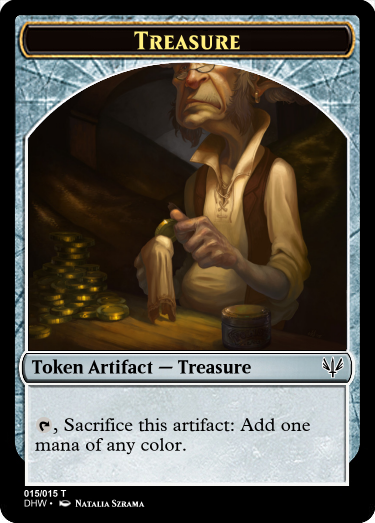 TREASURE
Token Artifact — Treasure
, Sacrifice this artifact: Add one
mana of any color.
015/015 T
DHW • NATALIA SZRAMA